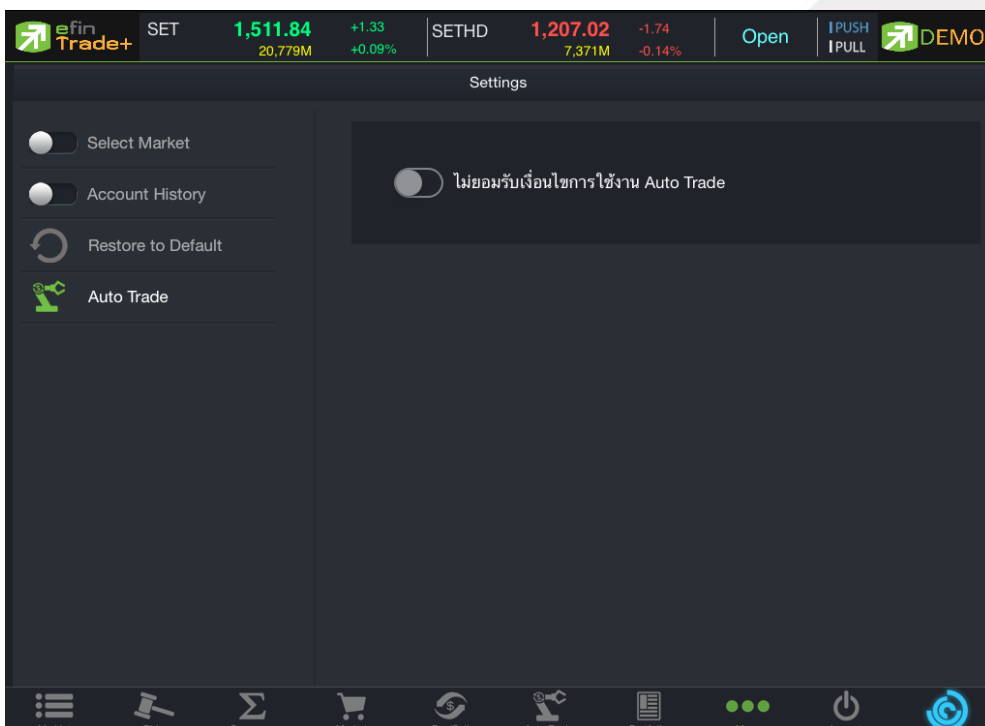 efin Trade+
SET 1,511.84 +1.33
20,779M +0.09%
SETHD 1,207.02 -1.74
7,371M -0.14%
Open
PUSH
PULL
DEMO
Settings
Select Market
Account History
Restore to Default
Auto Trade
ไม่ยอมรับเงื่อนไขการใช้งาน Auto Trade